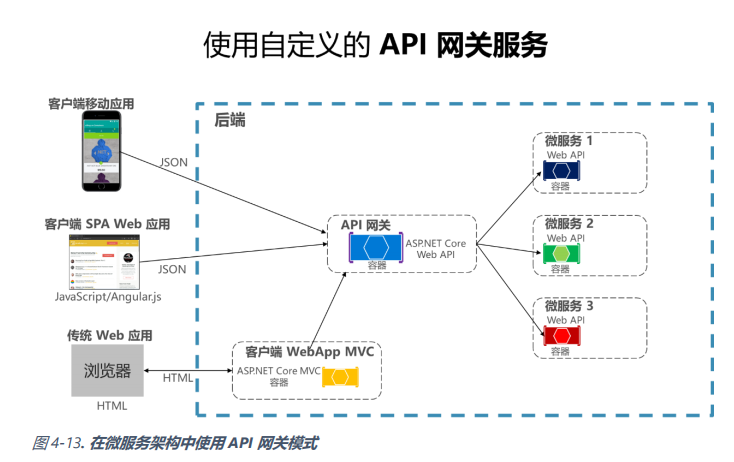 使用自定义的 API 网关服务
客户端移动应用
后端
JSON
微服务 1
Web API
容器
客户端 SPA Web 应用
JSON
JavaScript/Angular.js
API 网关
ASP.NET Core
Web API
容器
微服务 2
Web API
容器
微服务 3
Web API
容器
传统 Web 应用
浏览器
HTML
HTML
客户端 WebApp MVC
ASP.NET Core MVC
容器
图 4-13. 在微服务架构中使用 API 网关模式